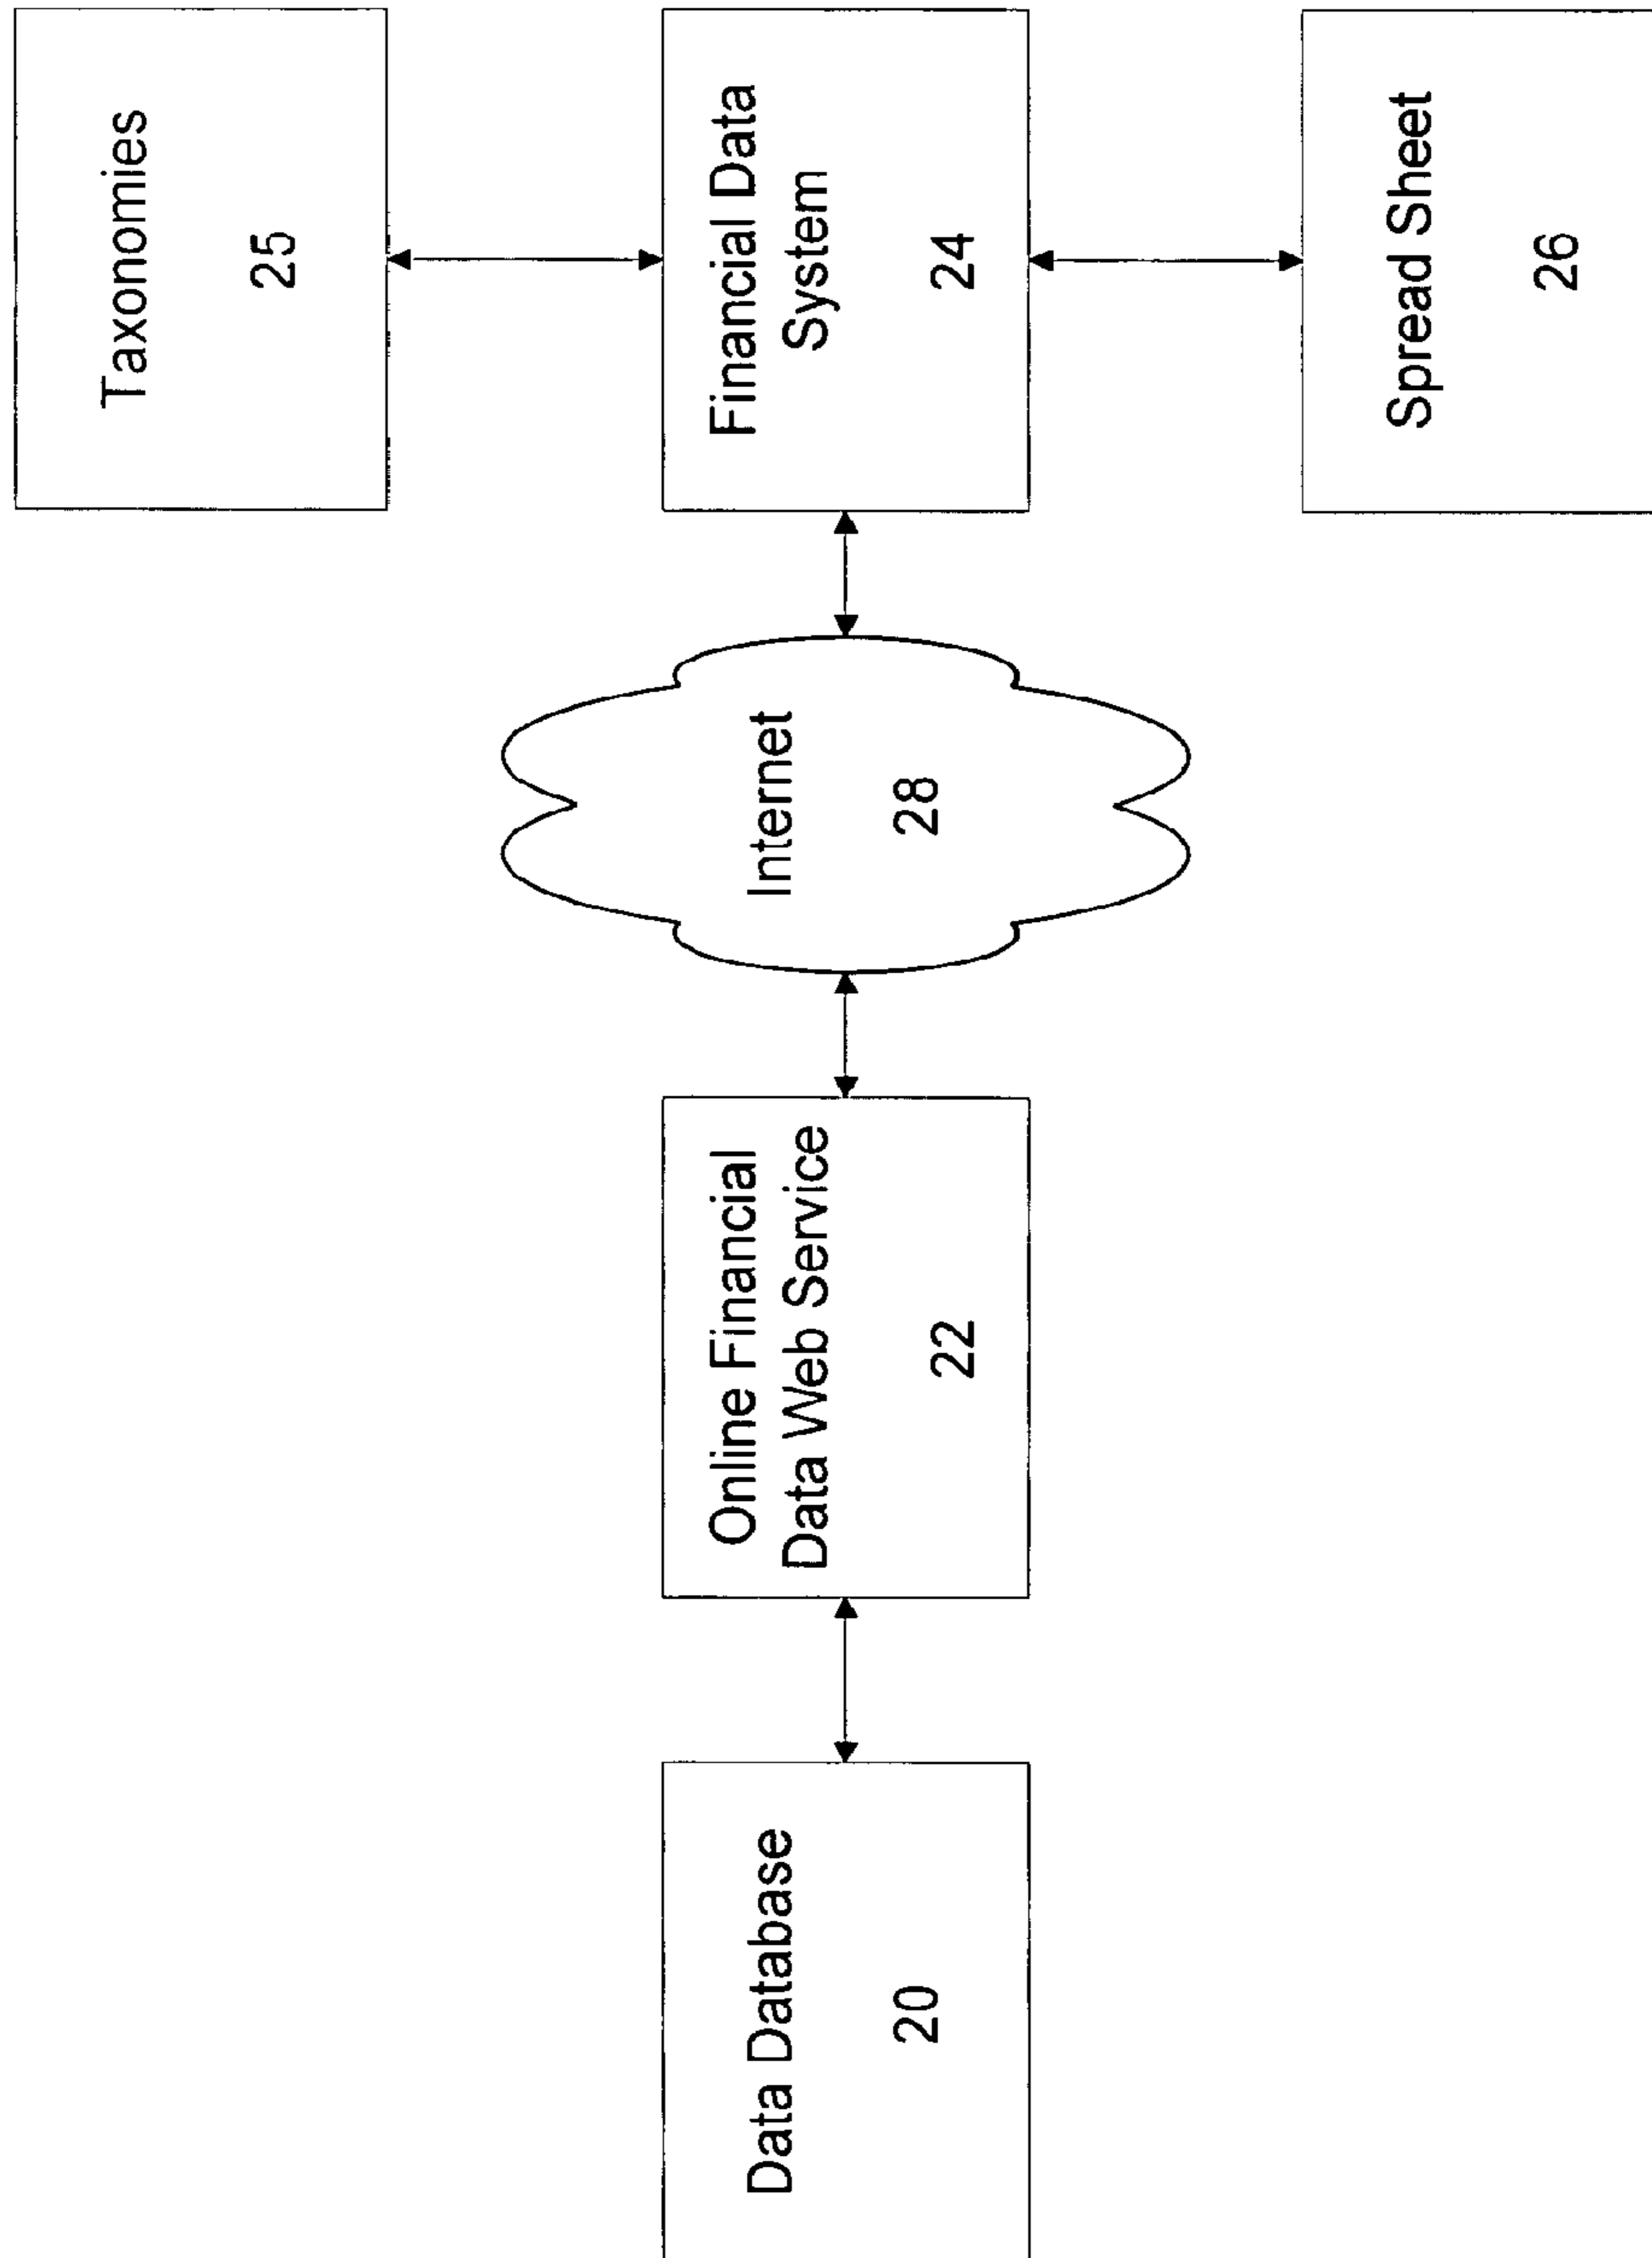 Data Database
20
Online Financial
Data Web Service
22
Internet
28
Taxonomies
25
Financial Data
System
24
Spread Sheet
26